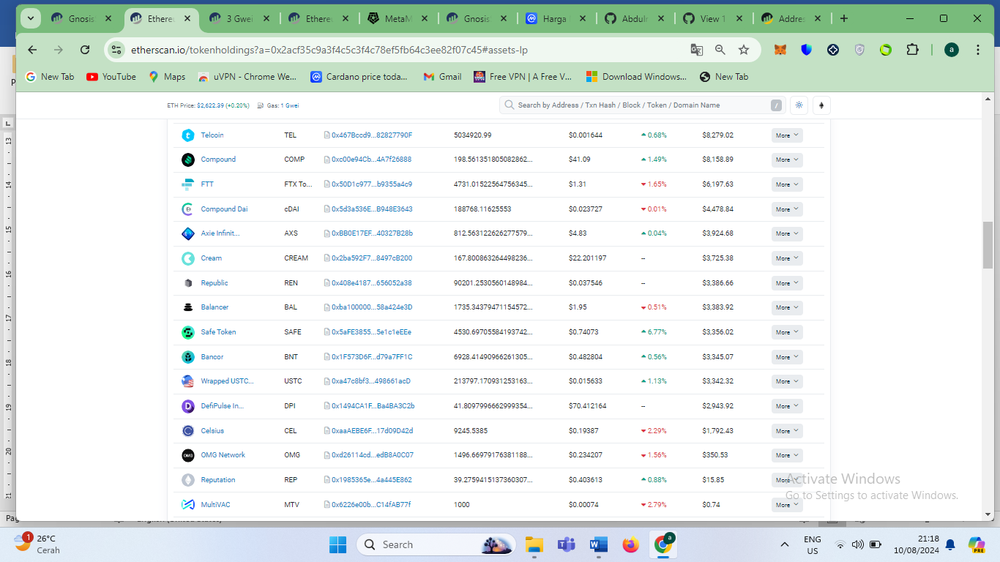 Gnosis
Ethere
3 Gwei
Ethere
MetaM
Gnosis
Harga
Abdulr
View 1
Addres
etherscan.io/tokenholdings?a=0x2acf35c9a3f4c5c3f4c78ef5fb64c3ee82f07c45#assets-lp
a
New Tab
YouTube
Maps
uVPN - Chrome We...
Cardano price toda...
Gmail
Free VPN | A Free V...
Download Windows...
New Tab
ETH Price: $2,622.39 (+0.20%) Gas: 1 Gwei
Search by Address / Txn Hash / Block / Token / Domain Name /
Telcoin TEL 0x467Bccd9...82827790F 5034920.99 $0.001644 0.68% $8,279.02 More
Compound COMP 0xc00e94Cb...4A7f26888 198.561351805082862... $41.09 1.49% $8,158.89 More
FTT FTX To... 0x50D1c977...b9355a4c9 4731.01522564756345... $1.31 1.65% $6,197.63 More
Compound Dai cDAI 0x5d3a536E...B948E3643 188768.11625553 $0.023727 0.01% $4,478.84 More
Axie Infinit... AXS 0xBB0E17EF...40327B28b 812.563122626277579... $4.83 0.04% $3,924.68 More
Cream CREAM 0x2ba592F7...8497cB200 167.800863264498236... $22.201197 -- $3,725.38 More
Republic REN 0x408e4187...656052a38 90201.2530560148984... $0.037546 -- $3,386.66 More
Balancer BAL 0xba100000...58a424e3D 1735.34379471154572... $1.95 0.51% $3,383.92 More
Safe Token SAFE 0x5aFE3855...5e1c1eEEe 4530.69705584193742... $0.74073 6.77% $3,356.02 More
Bancor BNT 0x1F573D6F...d79a7FF1C 6928.41490966261305... $0.482804 0.56% $3,345.07 More
Wrapped USTC... USTC 0xa47c8bf3...498661acD 213797.170931253163... $0.015633 1.13% $3,342.32 More
DefiPulse In... DPI 0x1494CA1F...Ba4BA3C2b 41.8097996662999354... $70.412164 -- $2,943.92 More
Celsius CEL 0xaaAEBE6F...17d09D42d 9245.5385 $0.19387 2.29% $1,792.43 More
OMG OMG Network OMG 0xd26114cd...edB8A0C07 1496.66979176381188... $0.234207 1.56% $350.53 More
Reputation REP 0x1985365e...4a445E862 39.2759415137360307... $0.403613 0.88% $15.85 More
MultiVAC MTV 0x6226e00b...C14fAB77f 1000 $0.00074 2.79% $0.74 More
Activate Windows
Go to Settings to activate Windows.
13
14
15
16
17
18
19
20
21
1
26°C
Cerah
Search
ENG
US
21:18
10/08/2024
PRE